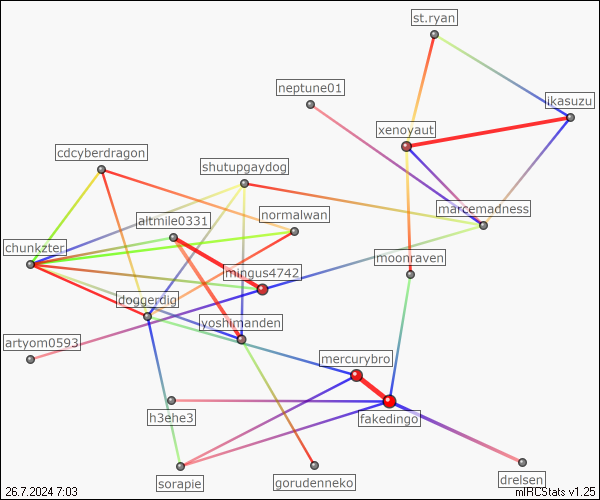 st.ryan
neptune01
ikasuzu
xenoyaut
cdcyberdragon
shutupgaydog
altmile0331
normalwan
marcemadness
chunkzter
mingus4742
moonraven
doggerdig
yoshimanden
artyom0593
mercurybro
h3ehe3
fakedingo
sorapie
gorudenneko
drelsen
26.7.2024 7:03
mIRCStats v1.25